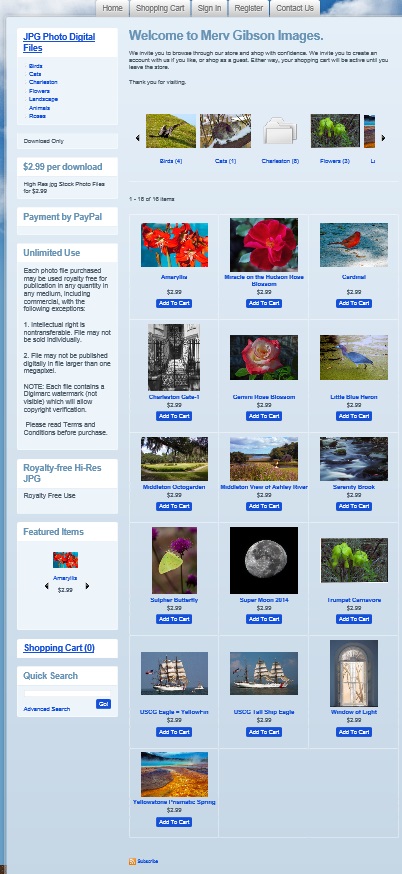 Home
Shopping Cart
Sign In
Register
Contact Us
JPG Photo Digital
Files
Birds
Cats
Charleston
Flowers
Landscape
Animals
Roses
Download Only
$2.99 per download
High Res jpg Stock Photo Files
for $2.99
Payment by PayPal
Unlimited Use
Each photo file purchased
may be used royalty free for
publication in any quantity in
any medium, including
commercial, with the
following exceptions:
1. Intellectual right is
nontransferable. File may not
be sold individually.
2. File may not be published
digitally in file larger than one
megapixel.
NOTE: Each file contains a
Digimarc watermark (not
visible) which will allow
copyright verification.
Please read Terms and
Conditions before purchase.
Royalty-free Hi-Res
JPG
Royalty Free Use
Featured Items
Amaryllis
$2.99
Shopping Cart (0)
Quick Search
Go!
Advanced Search
Welcome to Merv Gibson Images.
We invite you to browse through our store and shop with confidence. We invite you to create an
account with us if you like, or shop as a guest. Either way, your shopping cart will be active until you
leave the store.
Thank you for visiting.
Birds (4)
Cats (1)
Charleston (8)
Flowers (3)
1 - 16 of 16 items
Amaryllis
$2.99
Add To Cart
Miracle on the Hudson Rose
Blossom
$2.99
Add To Cart
Cardinal
$2.99
Add To Cart
Charleston Gate-1
$2.99
Add To Cart
Gemini Rose Blossom
$2.99
Add To Cart
Little Blue Heron
$2.99
Add To Cart
Middleton Octogarden
$2.99
Add To Cart
Middleton View of Ashley River
$2.99
Add To Cart
Serenity Brook
$2.99
Add To Cart
Sulpher Butterfly
$2.99
Add To Cart
Super Moon 2014
$2.99
Add To Cart
Trumpet Carnavore
$2.99
Add To Cart
USCG Eagle - YellowFin
$2.99
Add To Cart
USCG Tall Ship Eagle
$2.99
Add To Cart
Window of Light
$2.99
Add To Cart
Yellowstone Prismatic Spring
$2.99
Add To Cart
Subscribe